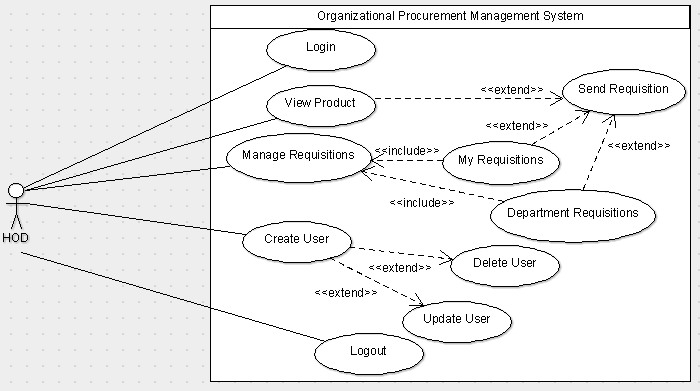 Organizational Procurement Management System
Login
View Product
<<extend>>
Send Requisition
<<extend>>
Manage Requisitions
<<include>>
My Requisitions
<<extend>>
<<include>>
Department Requisitions
HOD
Create User
<<extend>>
Delete User
<<extend>>
Update User
Logout